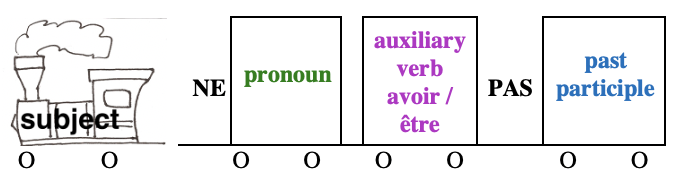 subject
NE
pronoun
auxiliary
verb
avoir /
être
PAS
past
participle
O O O O O O O O